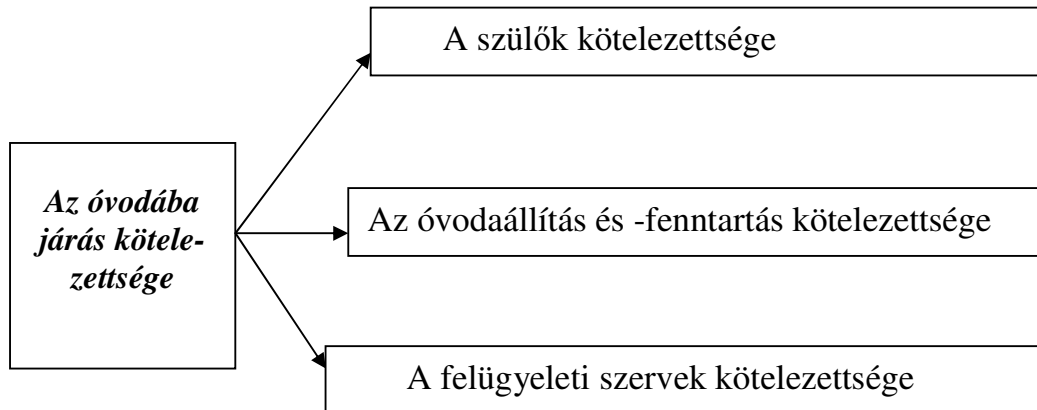 A szülők kötelezettsége
Az óvodába
járás kötele-
zettsége
Az óvodaállítás és -fenntartás kötelezettsége
A felügyeleti szervek kötelezettsége